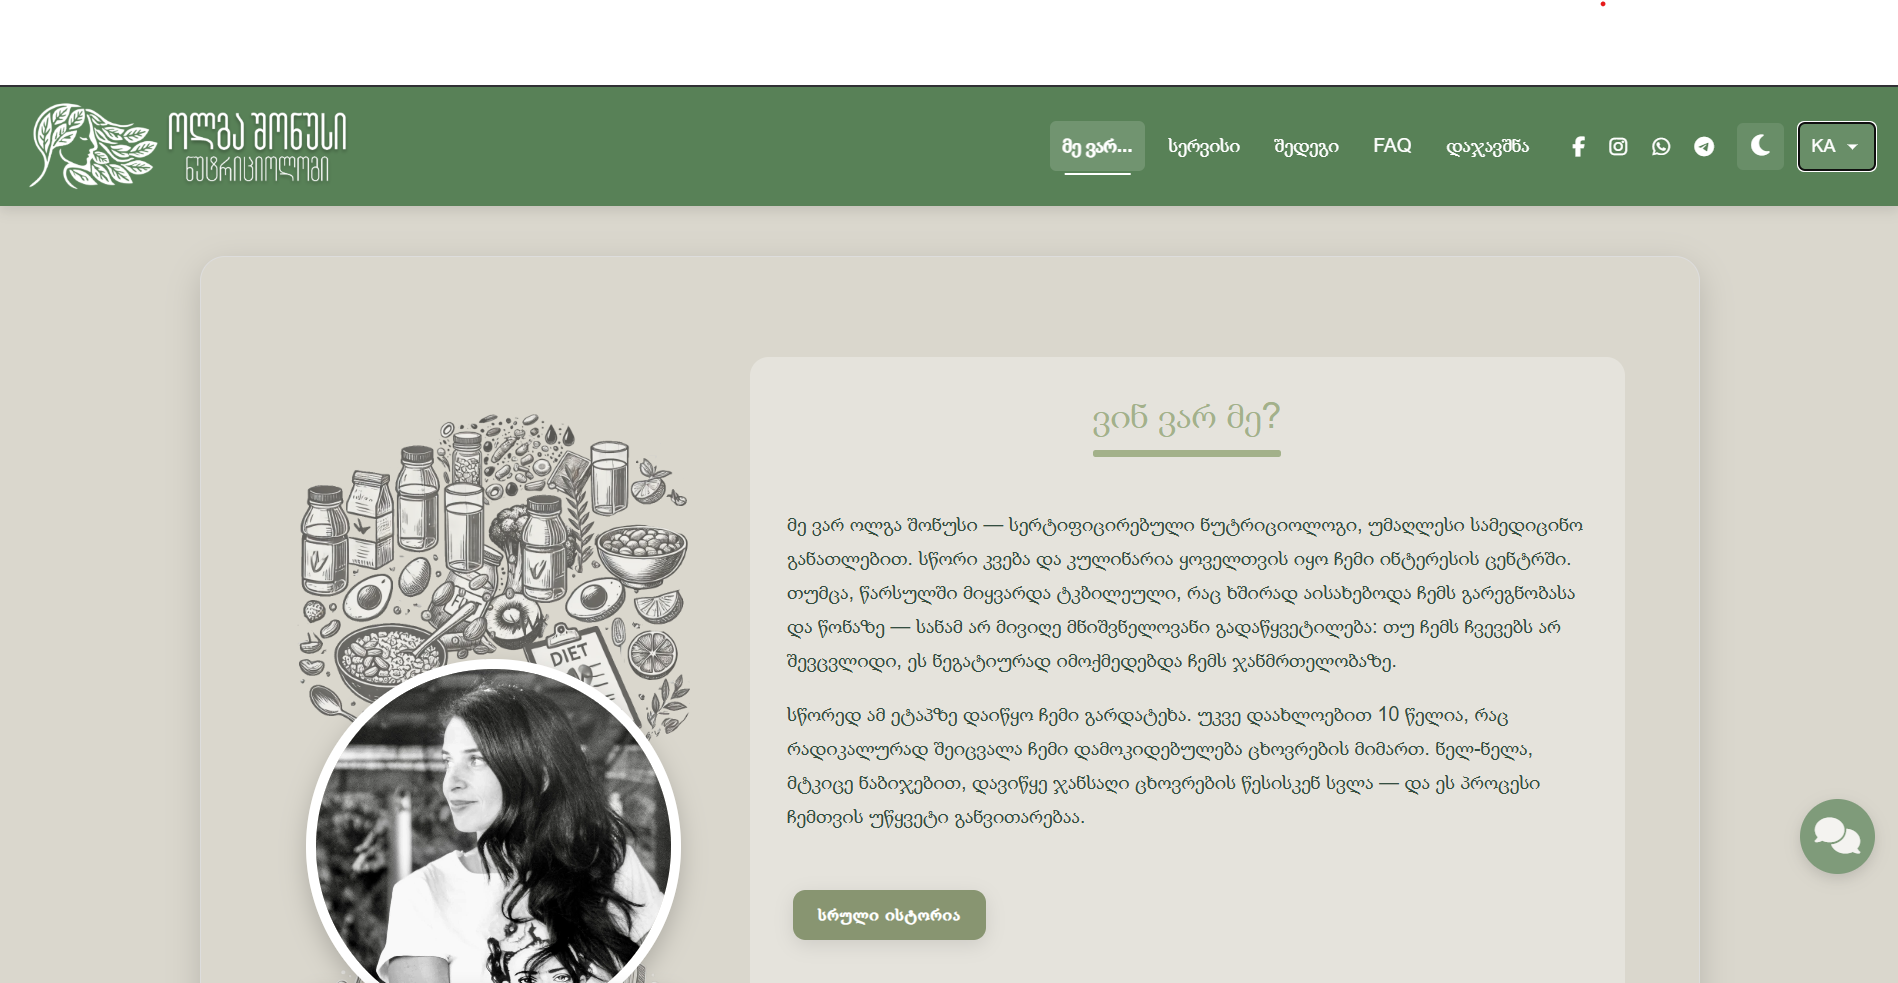 ოლგა შონუსი
ნუტრიციოლოგი
მე ვარ...
სერვისი
შედეგი
FAQ
დაჯავშნა
KA
ვინ ვარ მე?
DIET
მე ვარ ოლგა შონუსი — სერტიფიცირებული ნუტრიციოლოგი, უმაღლესი სამედიცინო
განათლებით. სწორი კვება და კულინარია ყოველთვის იყო ჩემი ინტერესის ცენტრში.
თუმცა, წარსულში მიყვარდა ტკბილეული, რაც ხშირად აისახებოდა ჩემს გარეგნობასა
და წონაზე — სანამ არ მივიღე მნიშვნელოვანი გადაწყვეტილება: თუ ჩემს ჩვევებს არ
შევცვლიდი, ეს ნეგატიურად იმოქმედებდა ჩემს ჯანმრთელობაზე.
სწორედ ამ ეტაპზე დაიწყო ჩემი გარდატეხა. უკვე დაახლოებით 10 წელია, რაც
რადიკალურად შეიცვალა ჩემი დამოკიდებულება ცხოვრების მიმართ. ნელ-ნელა,
მტკიცე ნაბიჯებით, დავიწყე ჯანსაღი ცხოვრების წესისკენ სვლა — და ეს პროცესი
ჩემთვის უწყვეტი განვითარებაა.
სრული ისტორია